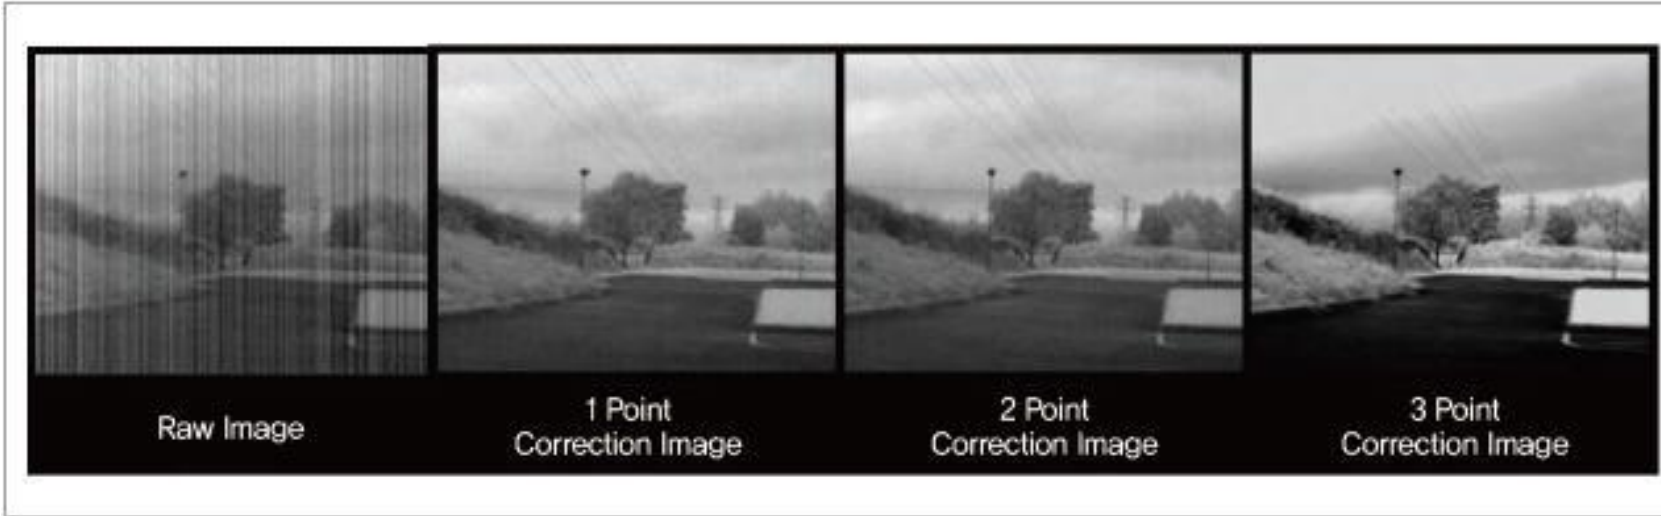 Raw Image
1 Point
Correction Image
2 Point
Correction Image
3 Point
Correction Image